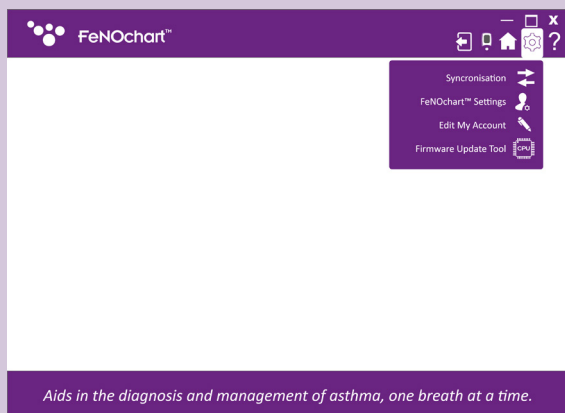 FeNOchart™
X
?
Syncronisation
FeNOchart™ Settings
Edit My Account
Firmware Update Tool
CPU
Aids in the diagnosis and management of asthma, one breath at a time.